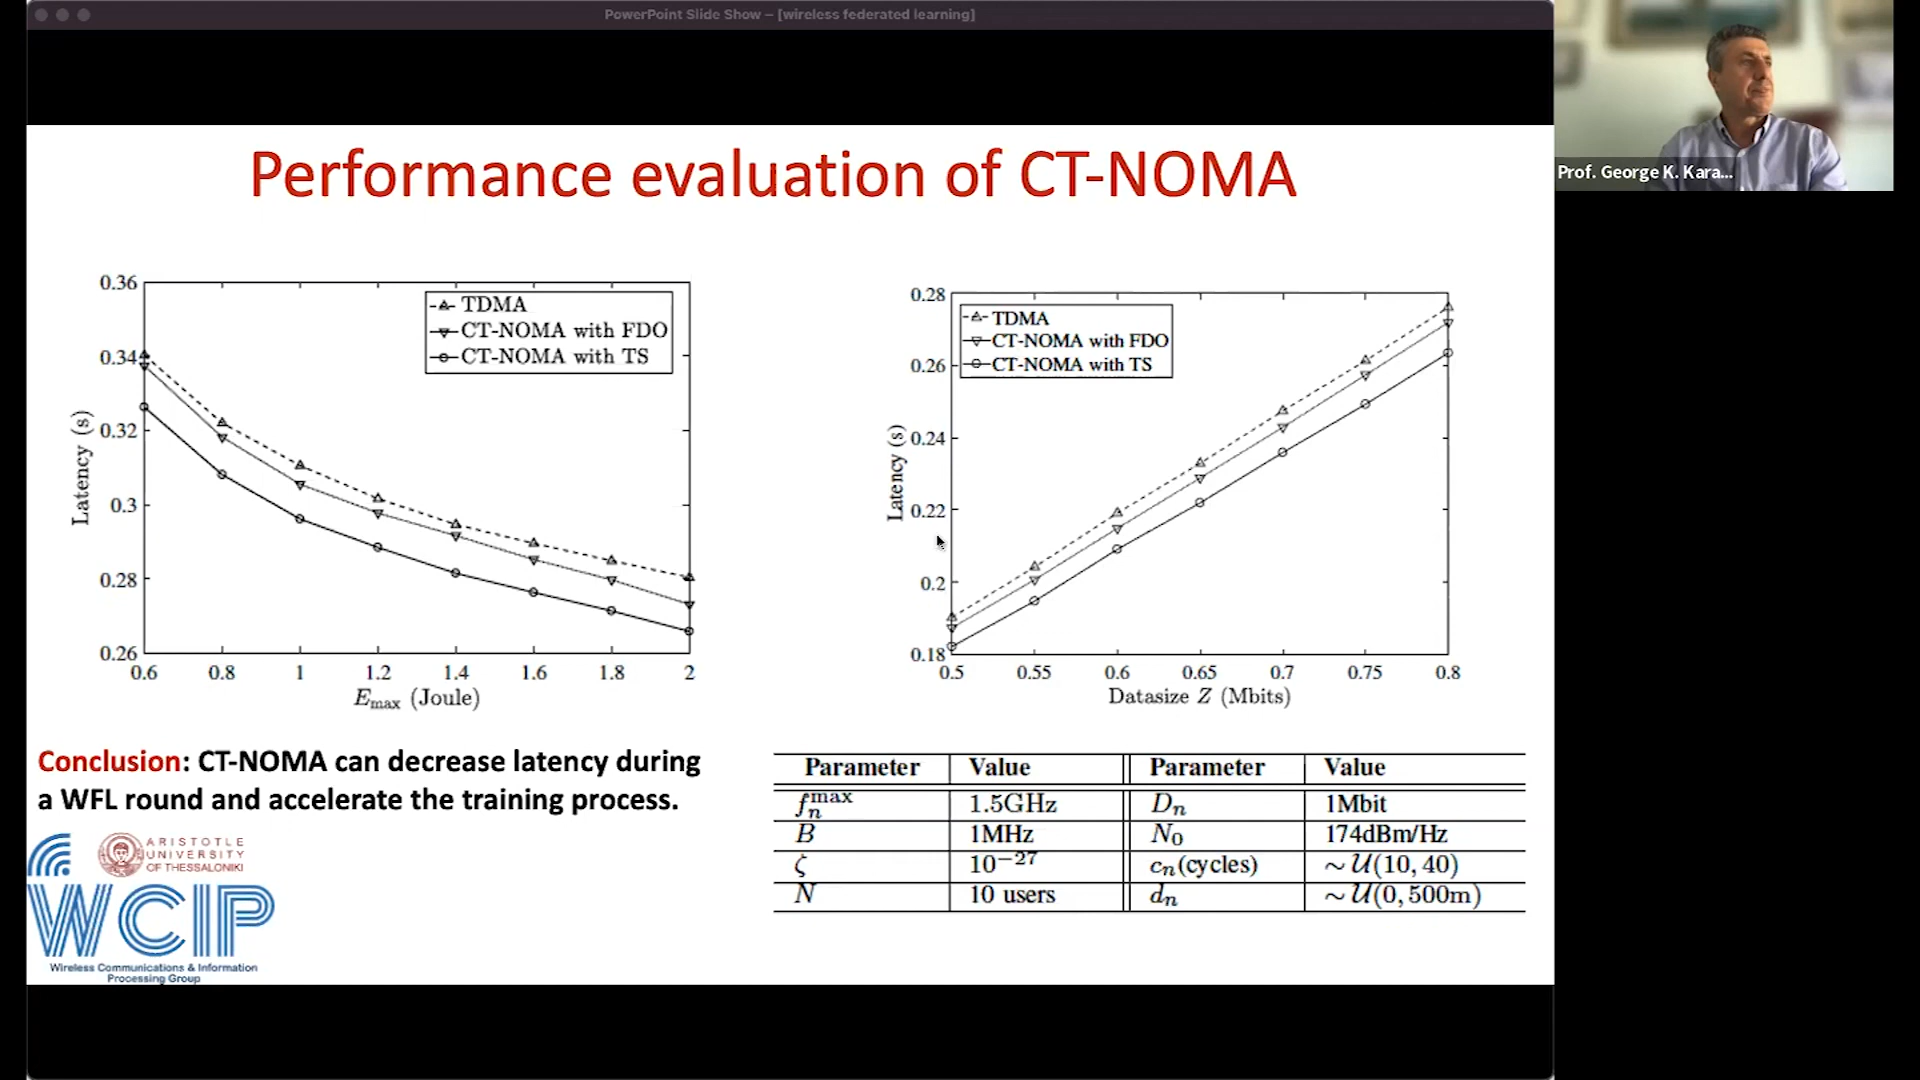 PowerPoint Slide Show – [wireless federated learning]
Prof. George K. Kara...
Performance evaluation of CT-NOMA
0.36
0.34
0.32
0.3
0.28
0.26
Latency (s)
TDMA
CT-NOMA with FDO
CT-NOMA with TS
0.6 0.8 1 1.2 1.4 1.6 1.8 2
E_max (Joule)
0.28
0.26
0.24
0.22
0.2
0.18
Latency (s)
TDMA
CT-NOMA with FDO
CT-NOMA with TS
0.5 0.55 0.6 0.65 0.7 0.75 0.8
Datasize Z (Mbits)
Conclusion: CT-NOMA can decrease latency during
a WFL round and accelerate the training process.
Parameter Value Parameter Value
f_n^max 1.5GHz D_n 1Mbit
B 1MHz N_0 174dBm/Hz
ζ 10^−27 c_n(cycles) ∼ U(10, 40)
N 10 users d_n ∼ U(0, 500m)
ARISTOTLE
UNIVERSITY
OF THESSALONIKI
WCIP
Wireless Communications & Information
Processing Group